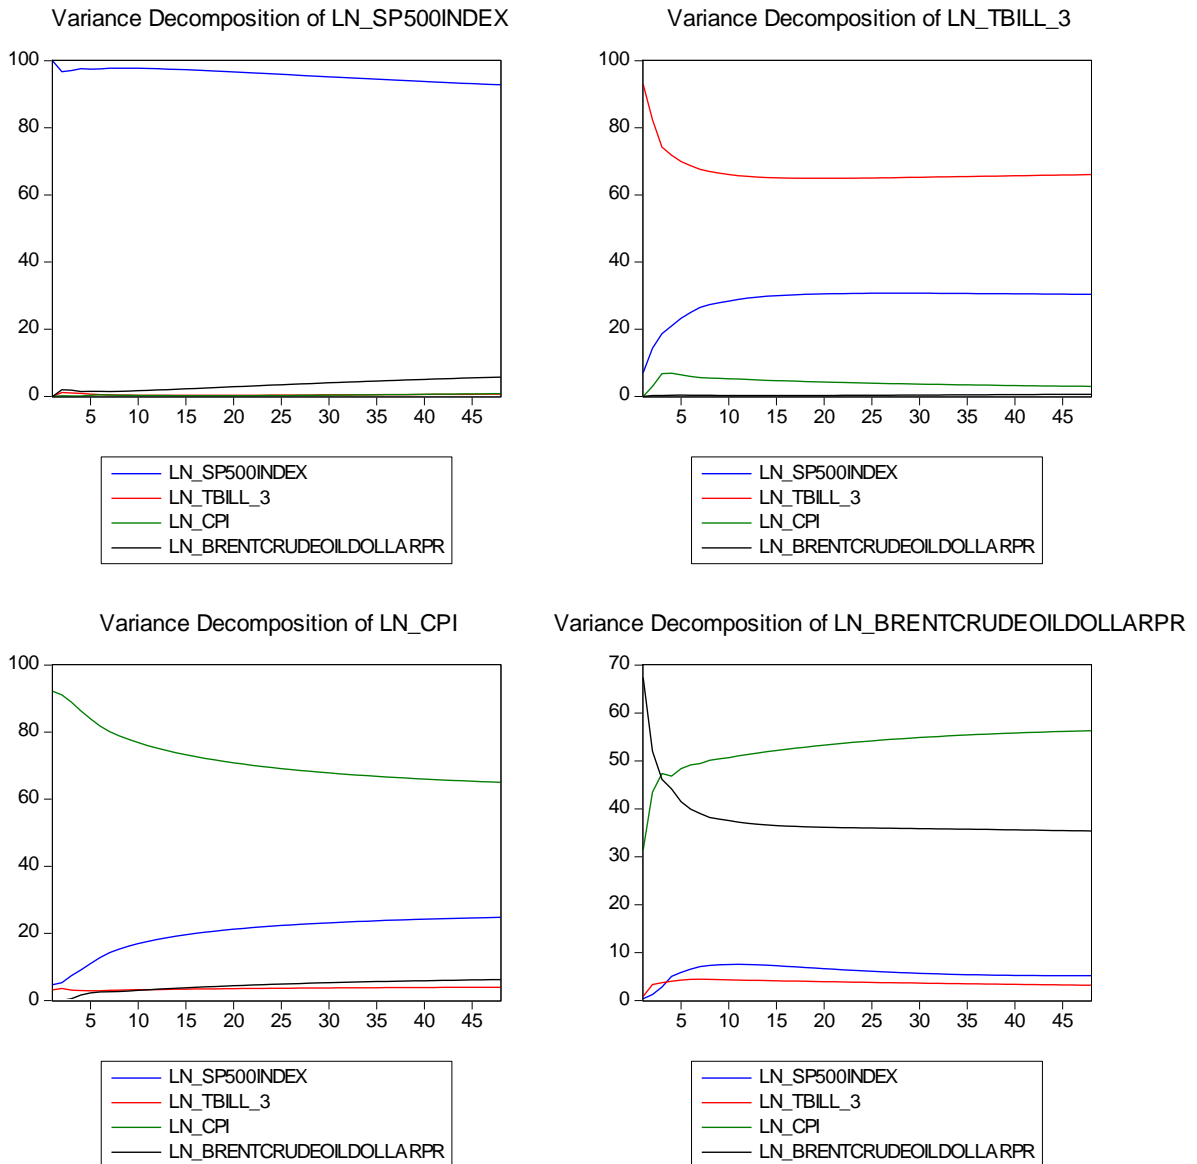 Variance Decomposition of LN_SP500INDEX
100
80
60
40
20
0
5 10 15 20 25 30 35 40 45
LN_SP500INDEX
LN_TBILL_3
LN_CPI
LN_BRENTCRUDEOILDOLLARPR
Variance Decomposition of LN_TBILL_3
100
80
60
40
20
0
5 10 15 20 25 30 35 40 45
LN_SP500INDEX
LN_TBILL_3
LN_CPI
LN_BRENTCRUDEOILDOLLARPR
Variance Decomposition of LN_CPI
100
80
60
40
20
0
5 10 15 20 25 30 35 40 45
LN_SP500INDEX
LN_TBILL_3
LN_CPI
LN_BRENTCRUDEOILDOLLARPR
Variance Decomposition of LN_BRENTCRUDEOILDOLLARPR
70
60
50
40
30
20
10
0
5 10 15 20 25 30 35 40 45
LN_SP500INDEX
LN_TBILL_3
LN_CPI
LN_BRENTCRUDEOILDOLLARPR